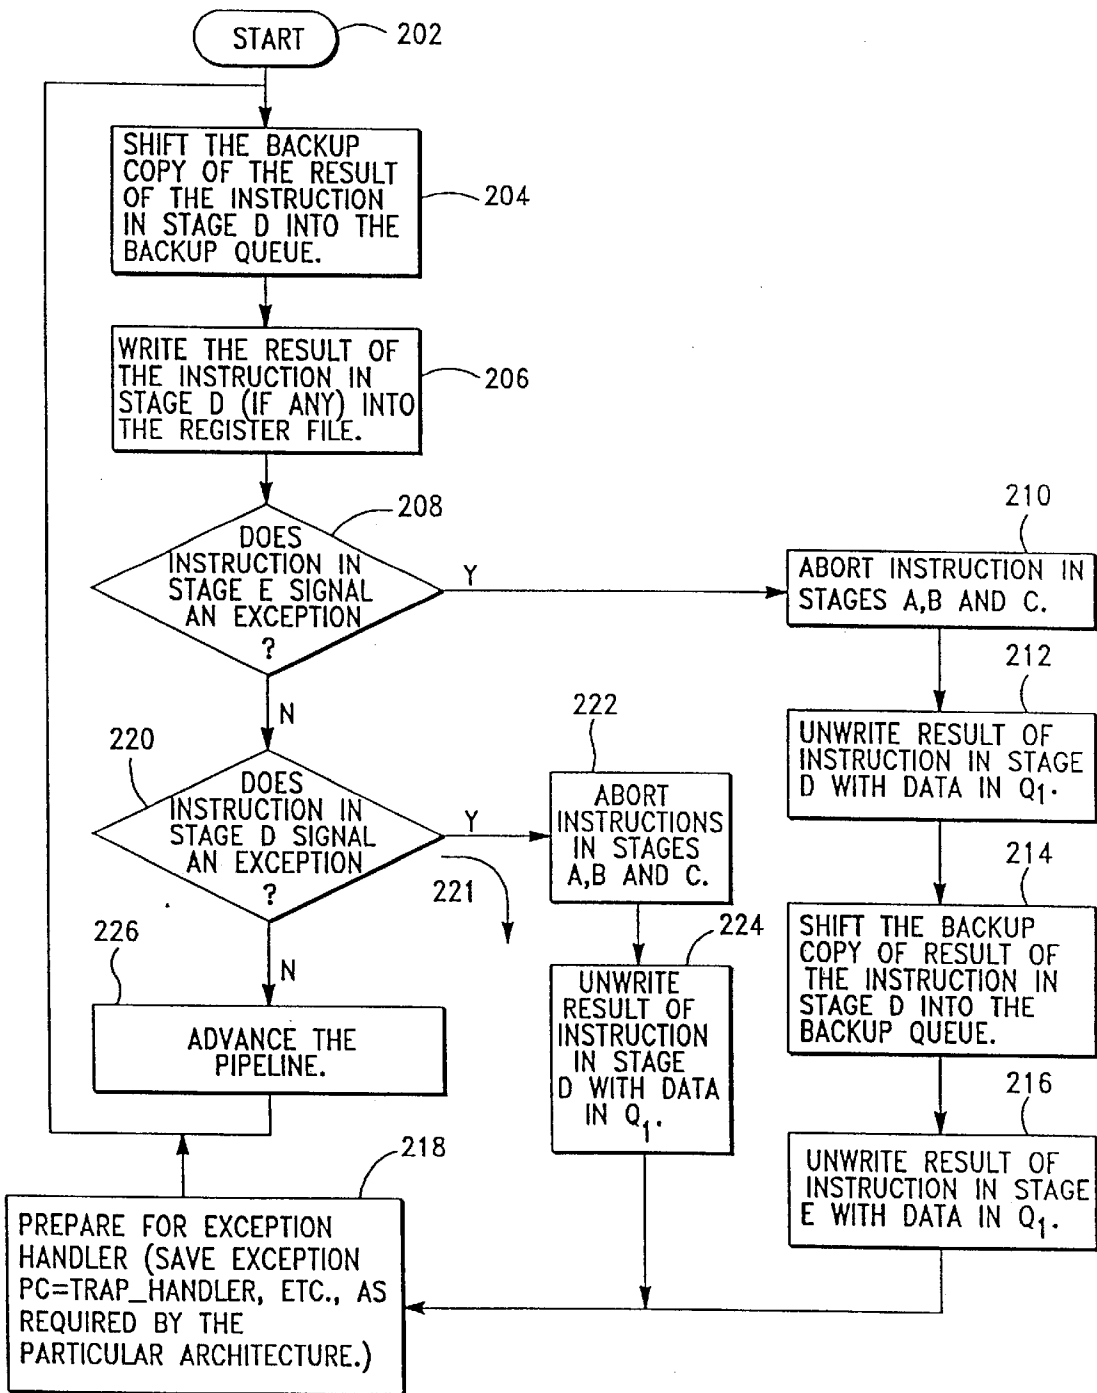 START
202
SHIFT THE BACKUP
COPY OF THE RESULT
OF THE INSTRUCTION
IN STAGE D INTO THE
BACKUP QUEUE.
204
WRITE THE RESULT OF
THE INSTRUCTION IN
STAGE D (IF ANY) INTO
THE REGISTER FILE.
206
208
DOES
INSTRUCTION IN
STAGE E SIGNAL
AN EXCEPTION
?
Y
N
210
ABORT INSTRUCTION IN
STAGES A,B AND C.
212
UNWRITE RESULT OF
INSTRUCTION IN STAGE
D WITH DATA IN Q1.
214
SHIFT THE BACKUP
COPY OF RESULT OF
THE INSTRUCTION IN
STAGE D INTO THE
BACKUP QUEUE.
216
UNWRITE RESULT OF
INSTRUCTION IN STAGE
E WITH DATA IN Q1.
220
DOES
INSTRUCTION IN
STAGE D SIGNAL
AN EXCEPTION
?
Y
221
N
222
ABORT
INSTRUCTIONS
IN STAGES
A,B AND C.
224
UNWRITE
RESULT OF
INSTRUCTION
IN STAGE
D WITH DATA
IN Q1.
226
ADVANCE THE
PIPELINE.
218
PREPARE FOR EXCEPTION
HANDLER (SAVE EXCEPTION
PC=TRAP_HANDLER, ETC., AS
REQUIRED BY THE
PARTICULAR ARCHITECTURE.)